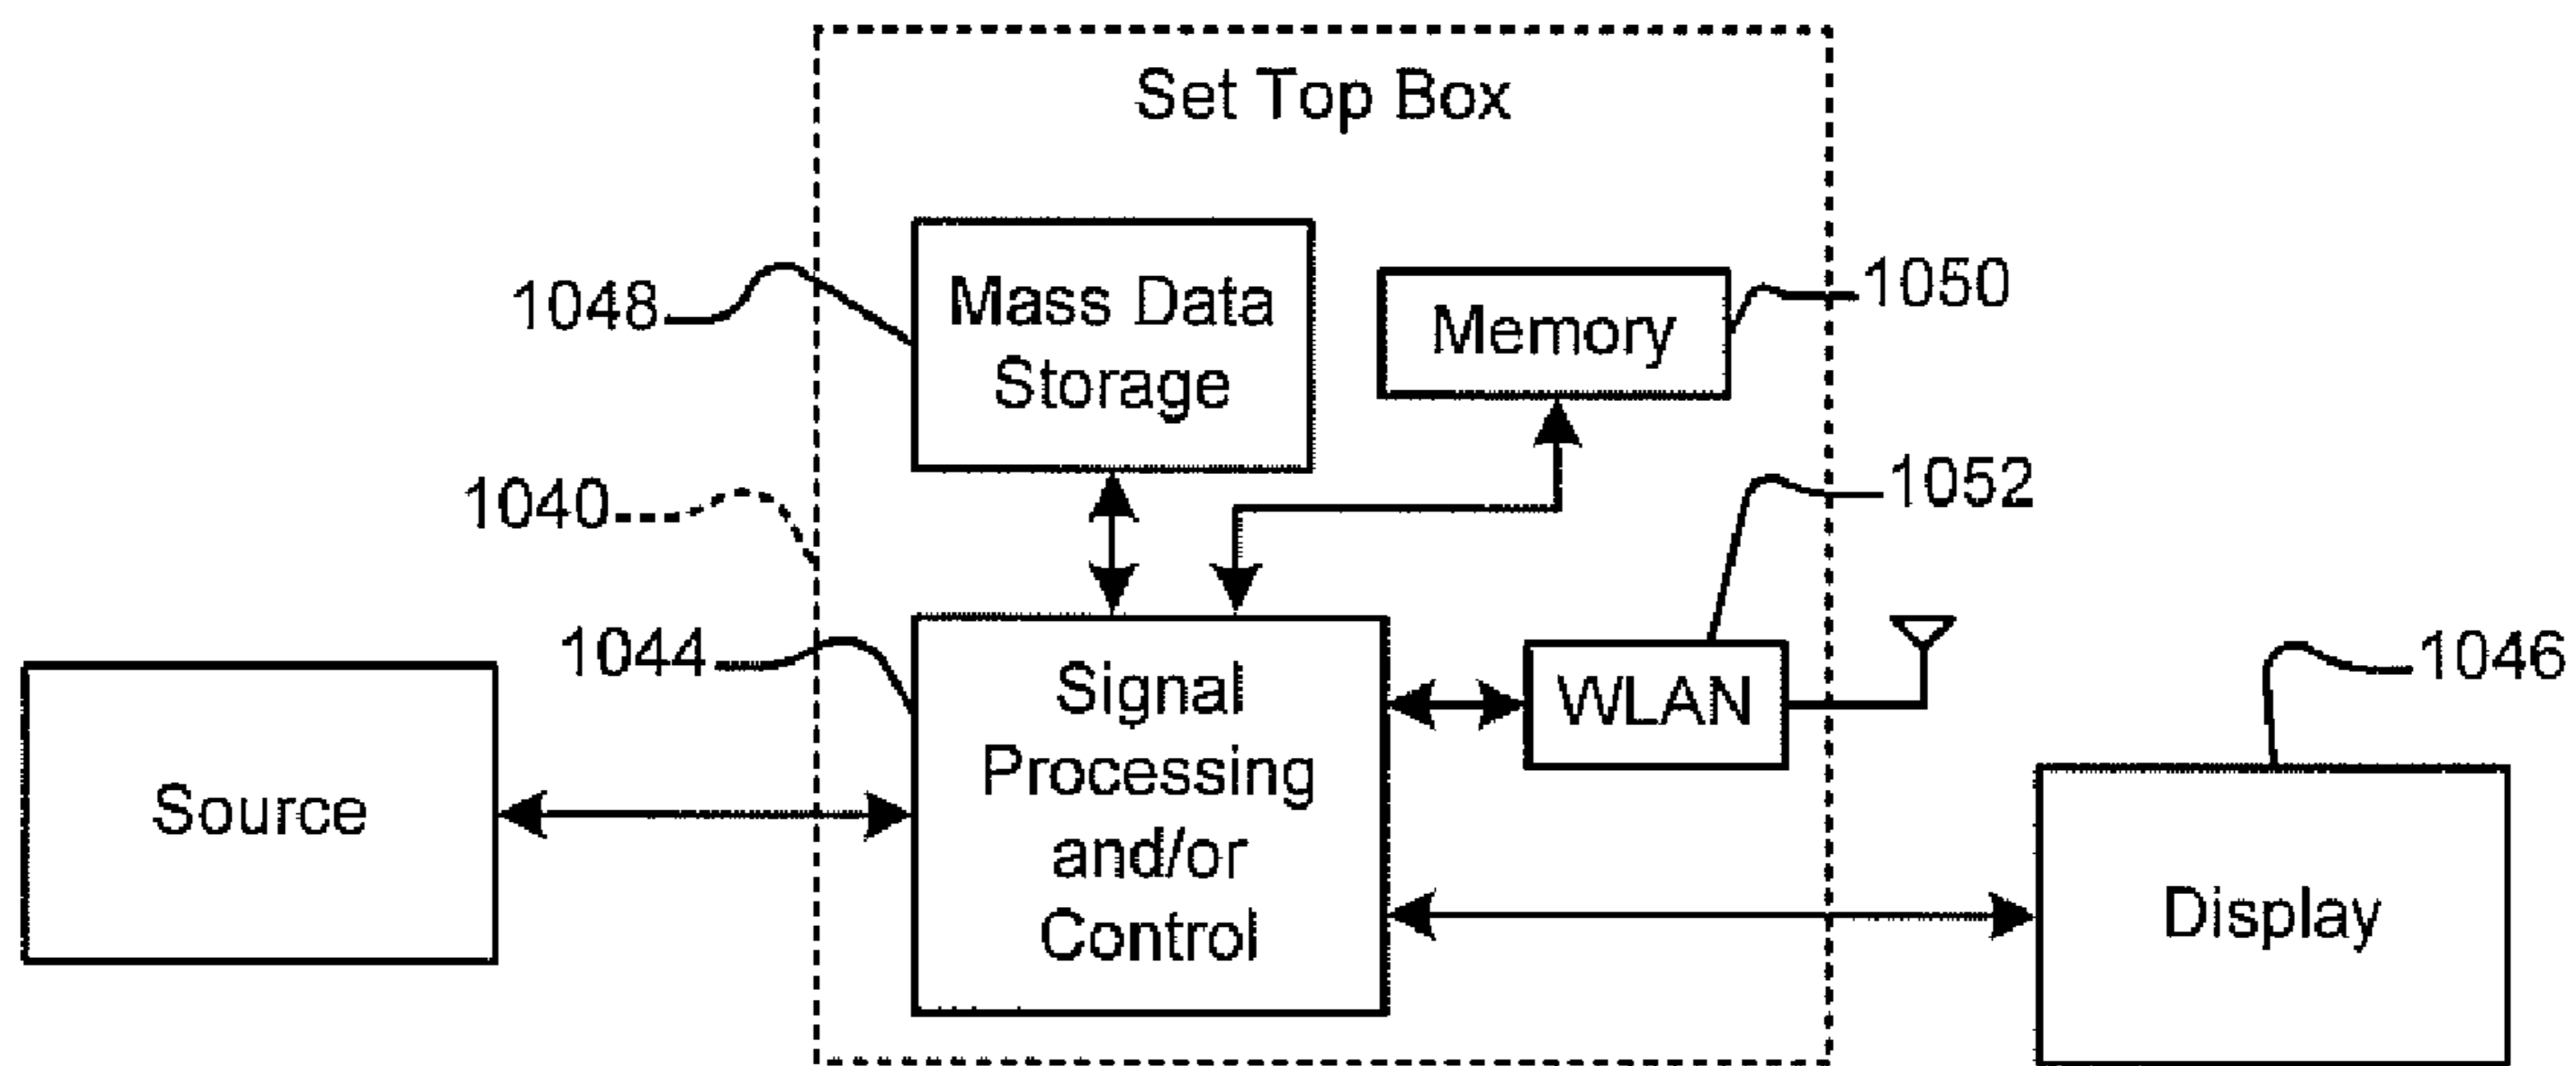 Set Top Box
1048
Mass Data
Storage
Memory
1050
1040
1052
1044
Signal
Processing
and/or
Control
WLAN
1046
Source
Display